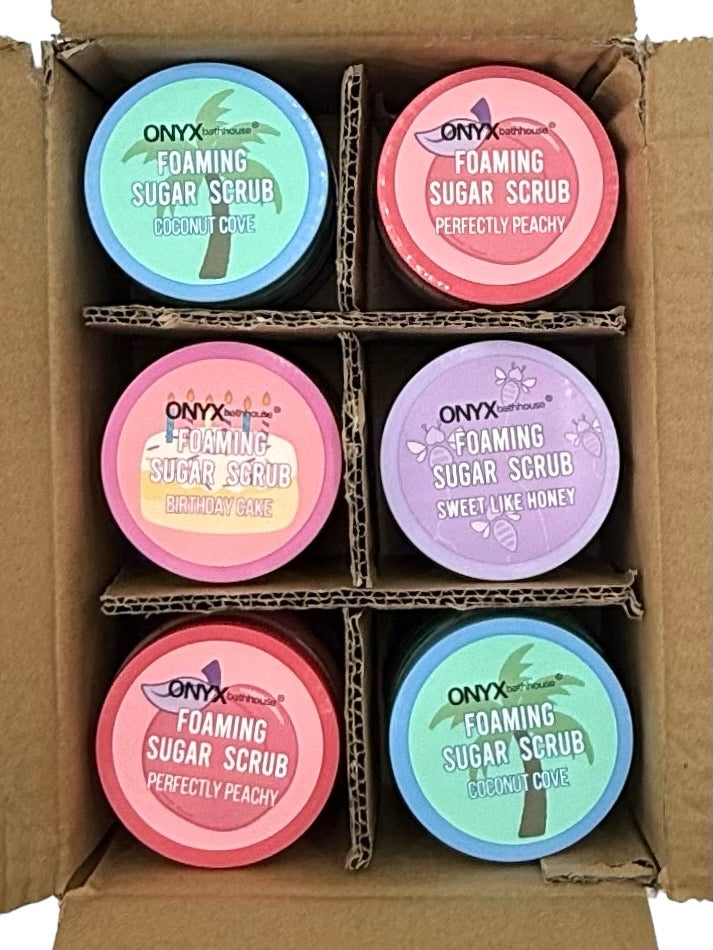 ONYX bathhouse®
FOAMING
SUGAR SCRUB
COCONUT COVE
ONYX bathhouse®
FOAMING
SUGAR SCRUB
PERFECTLY PEACHY
ONYX bathhouse®
FOAMING
SUGAR SCRUB
BIRTHDAY CAKE
ONYX bathhouse®
FOAMING
SUGAR SCRUB
SWEET LIKE HONEY
ONYX bathhouse®
FOAMING
SUGAR SCRUB
PERFECTLY PEACHY
ONYX bathhouse®
FOAMING
SUGAR SCRUB
COCONUT COVE